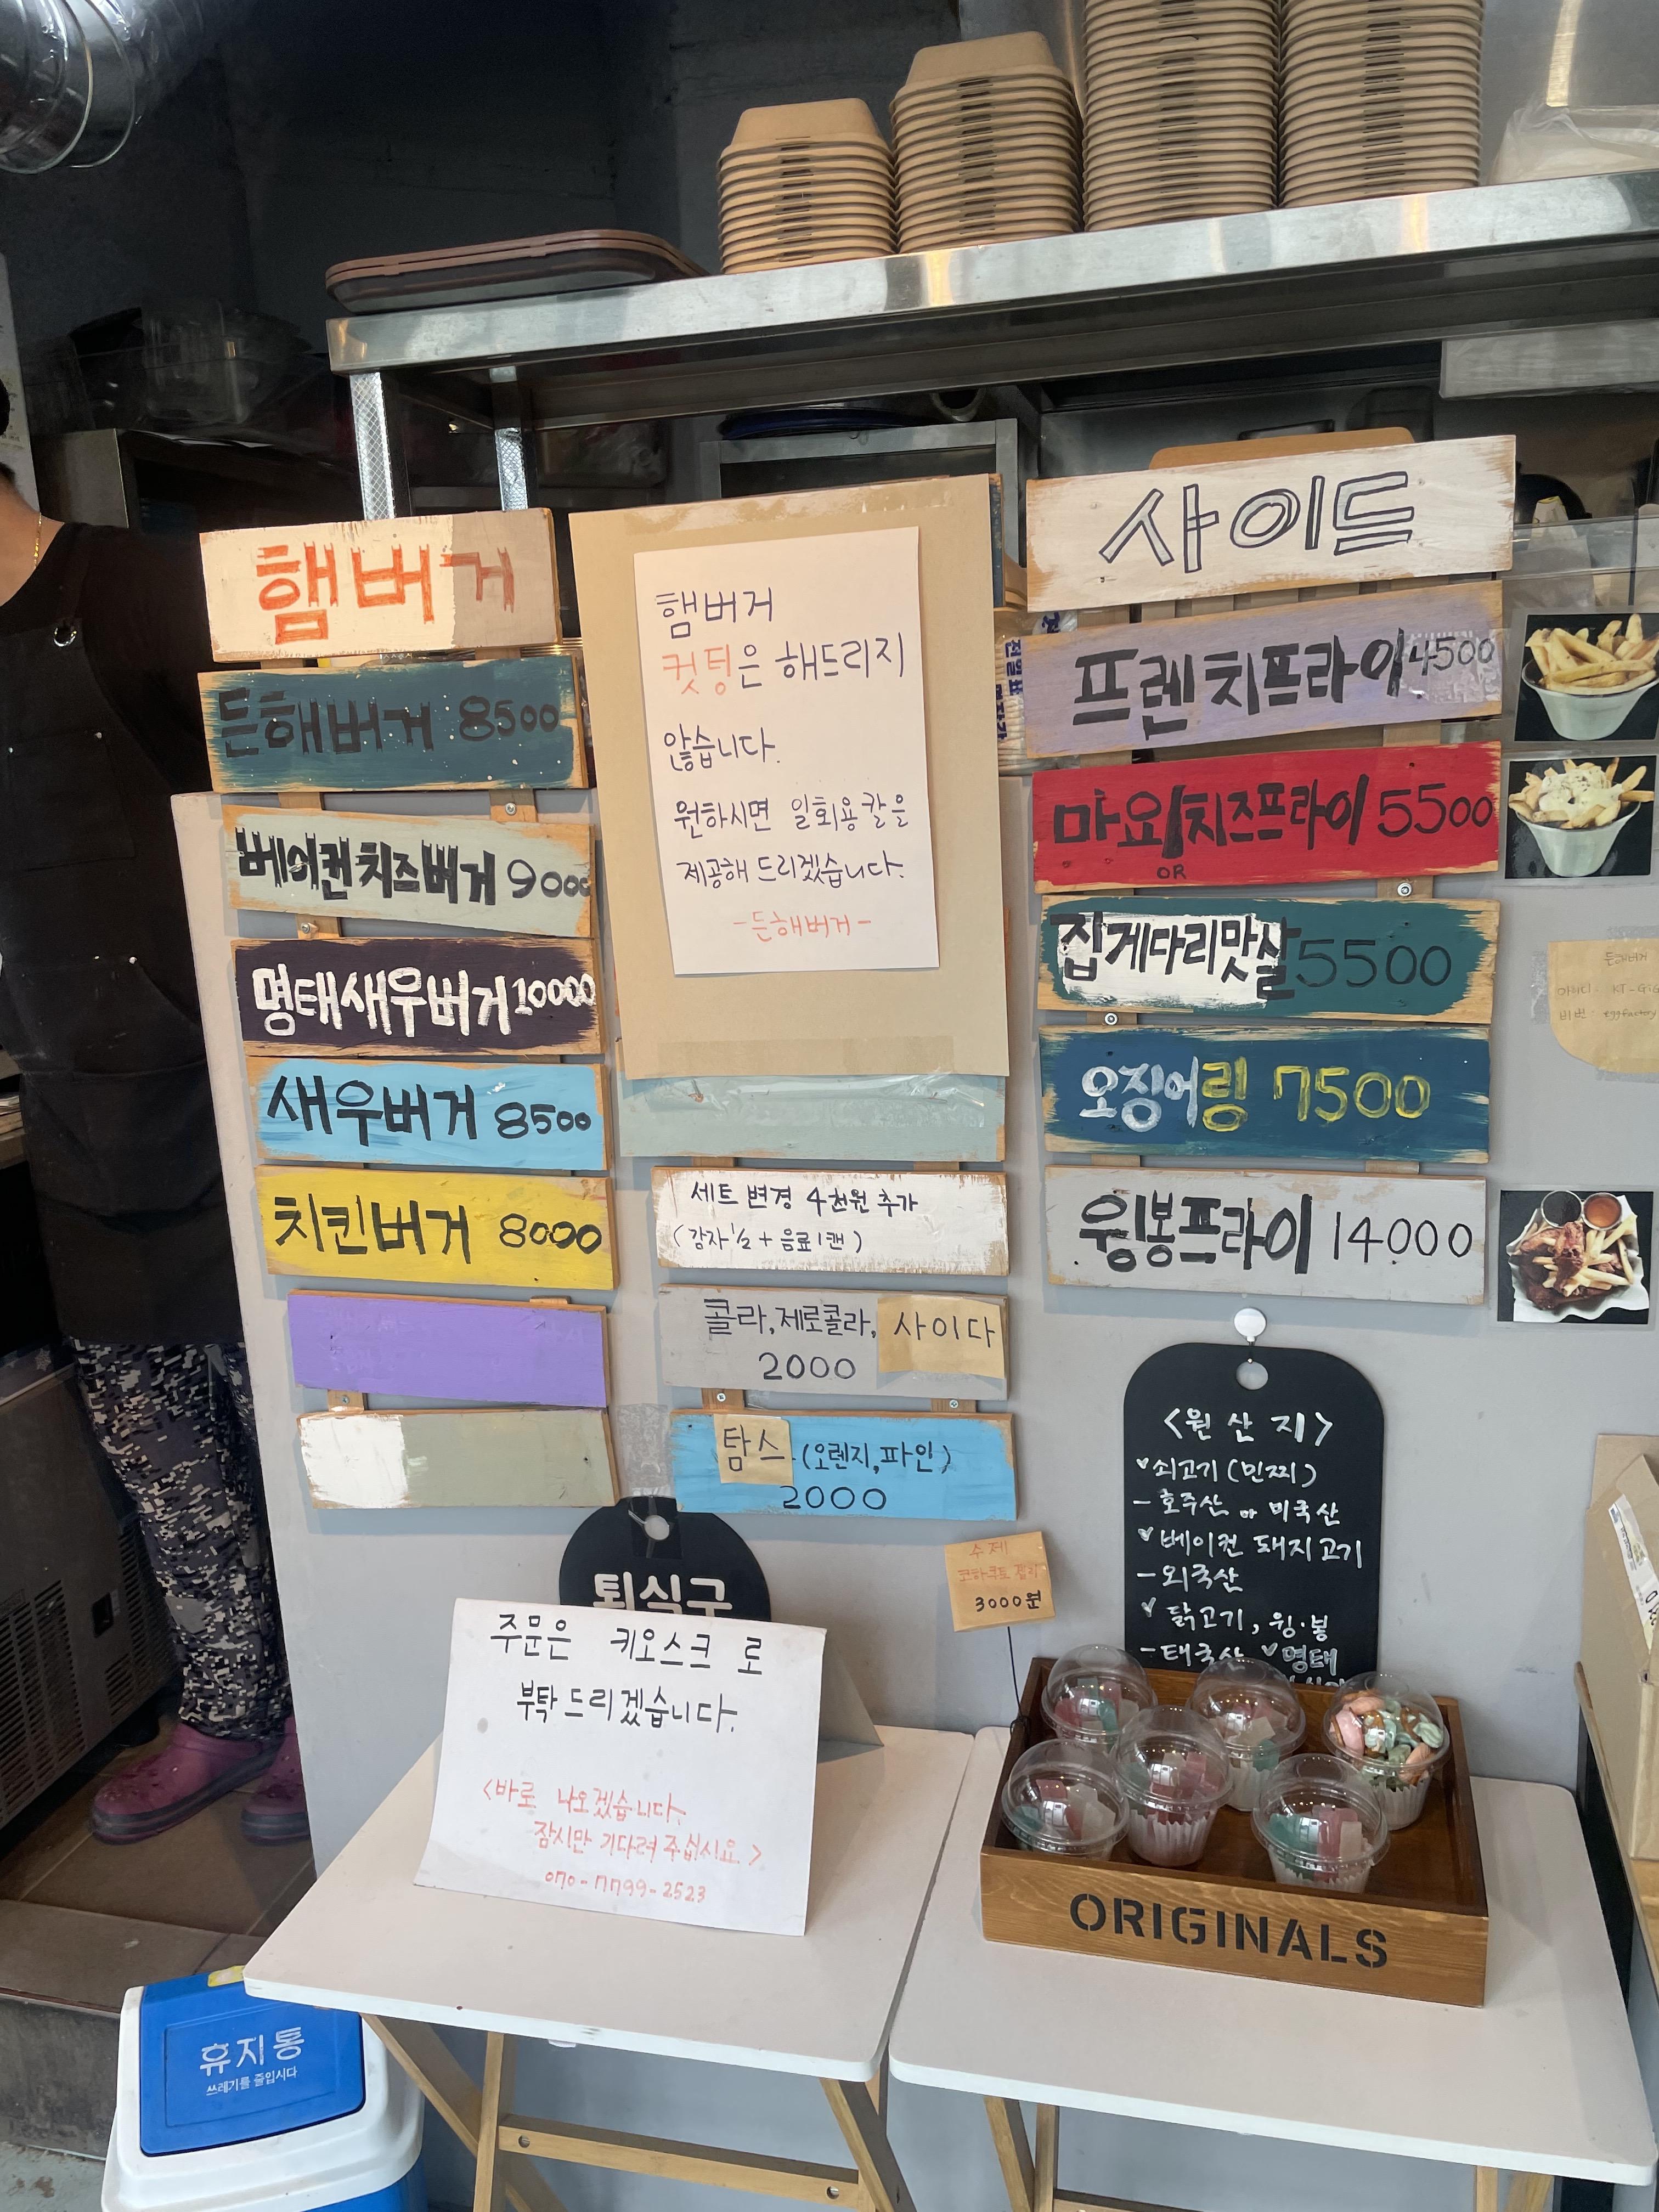 햄버거
든해버거 8500
베이컨치즈버거 9000
명태새우버거 10000
새우버거 8500
치킨버거 8000
햄버거
컷팅은 해드리지
않습니다.
원하시면 일회용칼을
제공해 드리겠습니다.
-든해버거-
세트 변경 4천원 추가
(감자 1/2 + 음료 1캔)
콜라, 제로콜라, 사이다
2000
탐스 (오렌지, 파인)
2000
사이드
프렌치프라이 4500
마요치즈프라이 5500
OR
집게다리맛살 5500
오징어링 7500
윙봉프라이 14000
든해버거
아이디 : KT-GiG
비번 : eggfactory
<원산지>
쇠고기 (민찌)
- 호주산 or 미국산
베이컨 돼지고기
- 외국산
닭고기, 윙·봉
- 태국산 명태
퇴식구
수제
3000원
주문은 키오스크 로
부탁드리겠습니다.
<바로 나오겠습니다.
잠시만 기다려 주십시요.>
070-7799-2523
ORIGINALS
휴지통
쓰레기를 줄입시다